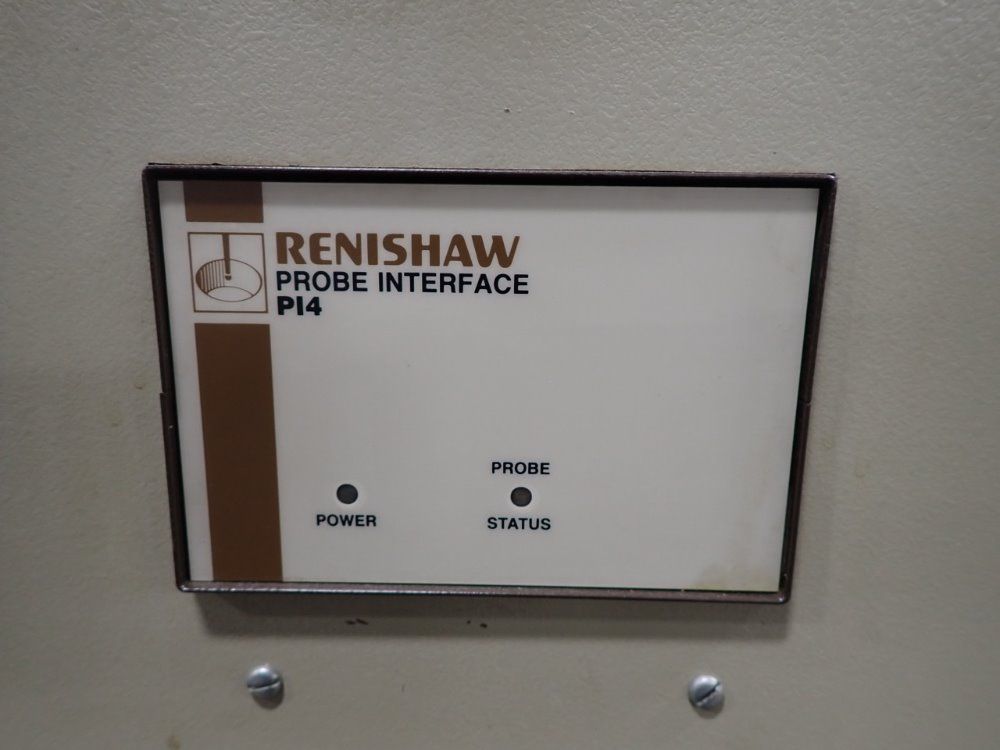 RENISHAW
PROBE INTERFACE
PI4
PROBE
POWER
STATUS